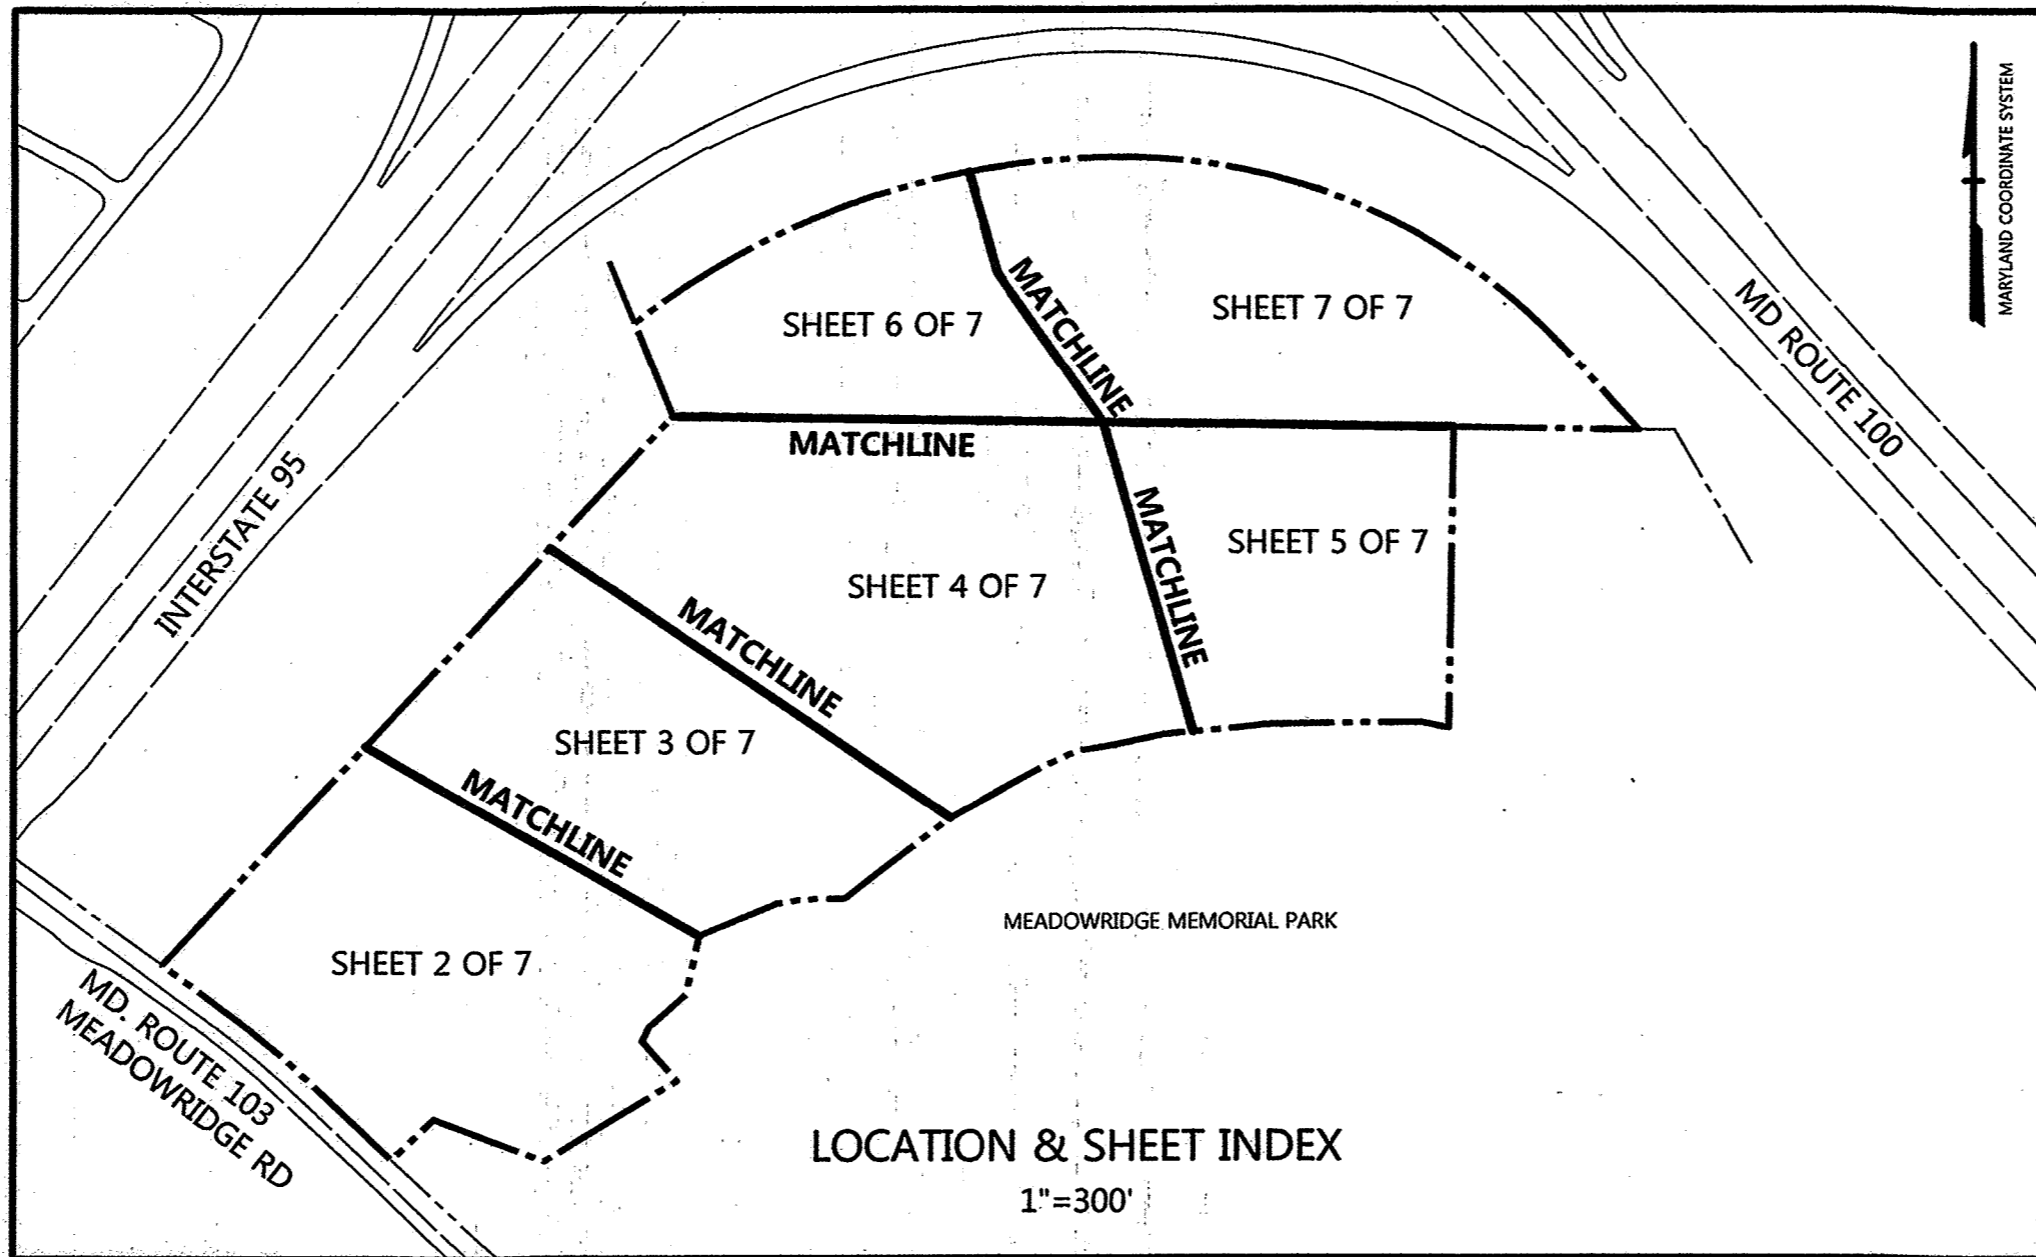 MARYLAND COORDINATE SYSTEM
MATCHLINE
SHEET 6 OF 7
SHEET 7 OF 7
MD ROUTE 100
MATCHLINE
INTERSTATE 95
MATCHLINE
SHEET 5 OF 7
SHEET 4 OF 7
MATCHLINE
SHEET 3 OF 7
MATCHLINE
MEADOWRIDGE MEMORIAL PARK
SHEET 2 OF 7
MD. ROUTE 103
MEADOWRIDGE RD
LOCATION & SHEET INDEX
1"=300'